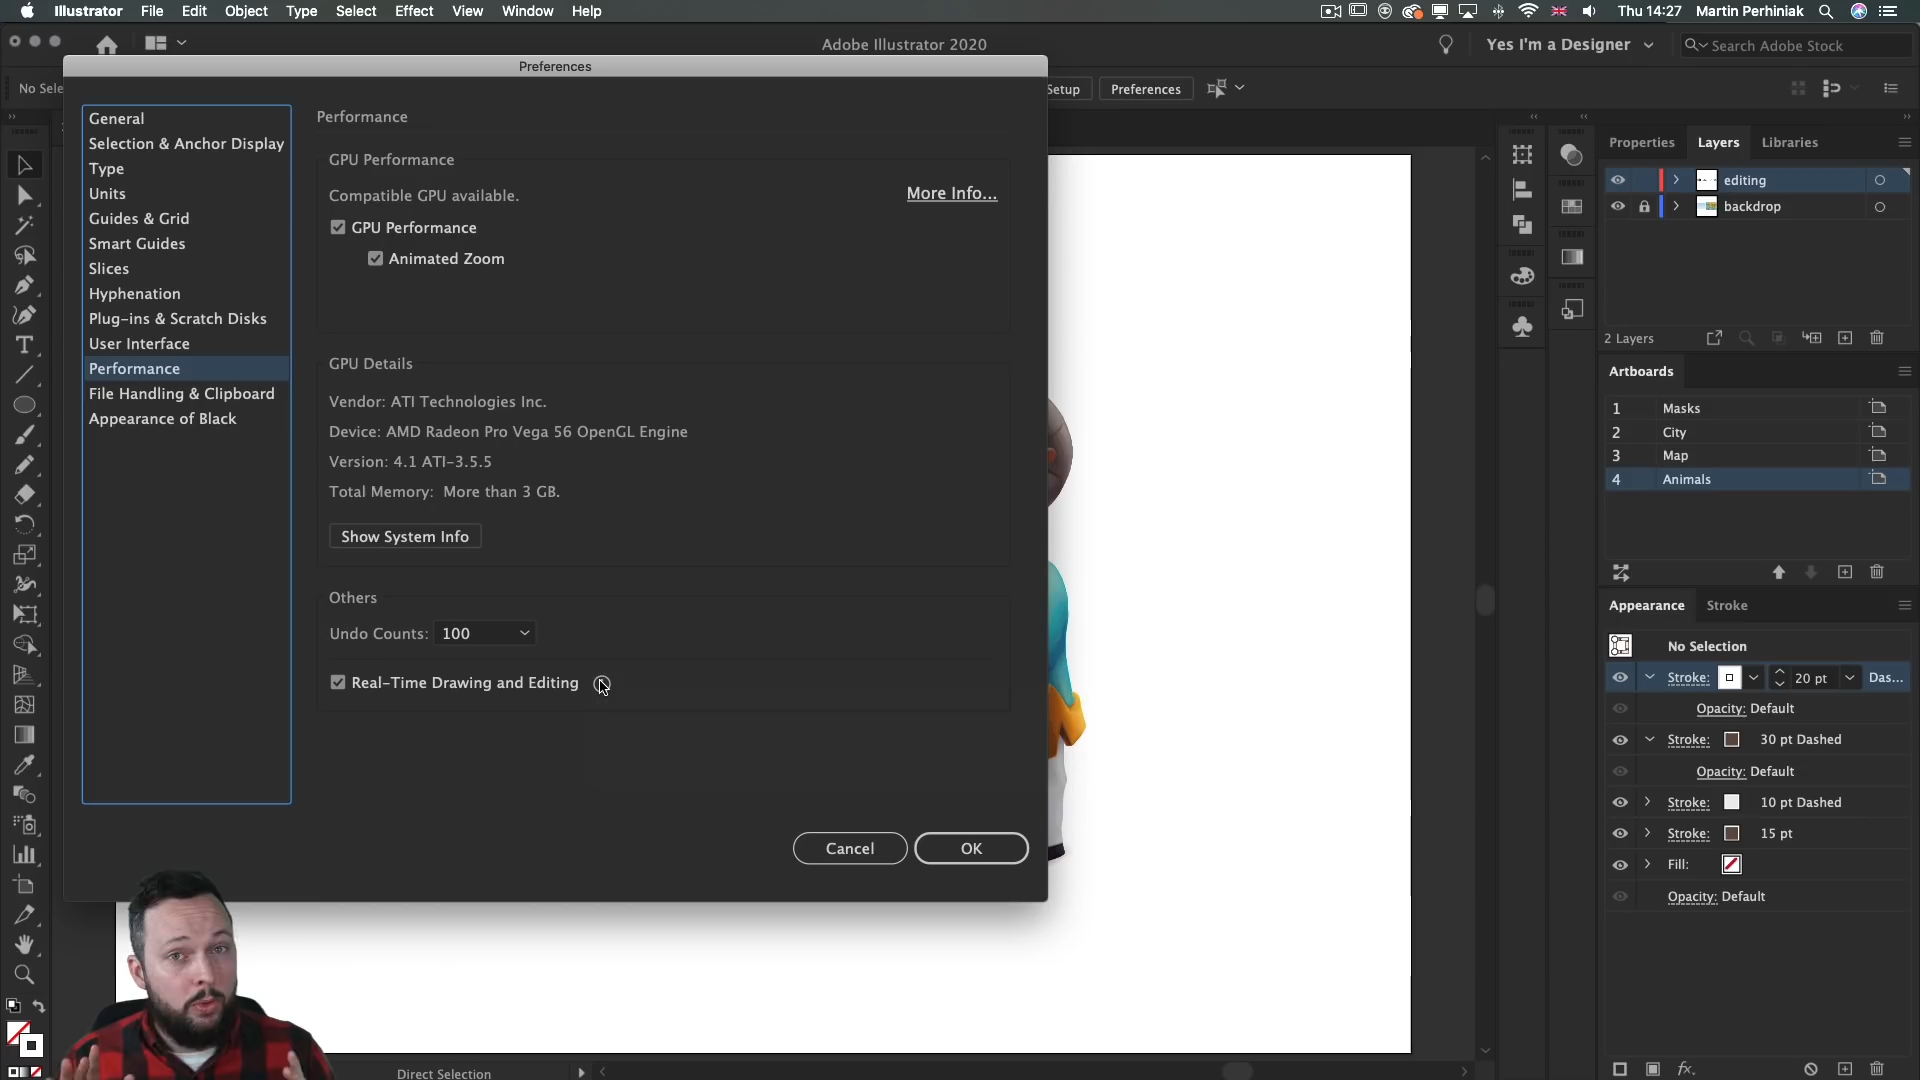 Illustrator File Edit Object Type Select Effect View Window Help
Thu 14:27 Martin Perhiniak
Adobe Illustrator 2020
Yes I'm a Designer
Search Adobe Stock
Preferences
No Sele
Setup
Preferences
General
Selection & Anchor Display
Type
Units
Guides & Grid
Smart Guides
Slices
Hyphenation
Plug-ins & Scratch Disks
User Interface
Performance
File Handling & Clipboard
Appearance of Black
Performance
GPU Performance
Compatible GPU available.
More Info...
GPU Performance
Animated Zoom
GPU Details
Vendor: ATI Technologies Inc.
Device: AMD Radeon Pro Vega 56 OpenGL Engine
Version: 4.1 ATI-3.5.5
Total Memory: More than 3 GB.
Show System Info
Others
Undo Counts: 100
Real-Time Drawing and Editing
Cancel
OK
Properties Layers Libraries
editing
backdrop
2 Layers
Artboards
1 Masks
2 City
3 Map
4 Animals
Appearance Stroke
No Selection
Stroke: 20 pt Das...
Opacity: Default
Stroke: 30 pt Dashed
Opacity: Default
Stroke: 10 pt Dashed
Stroke: 15 pt
Fill:
Opacity: Default
fx.
Direct Selection